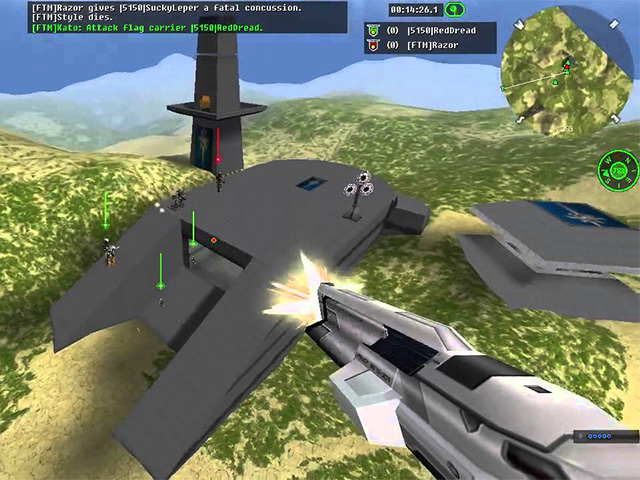 [FTM]Razor gives |5150|SuckyLeper a fatal concussion.
[FTM]Style dies.
[FTM]Kato: Attack flag carrier |5150|RedDread.
00:14:26.1
(0) |5150|RedDread
(0) [FTM]Razor